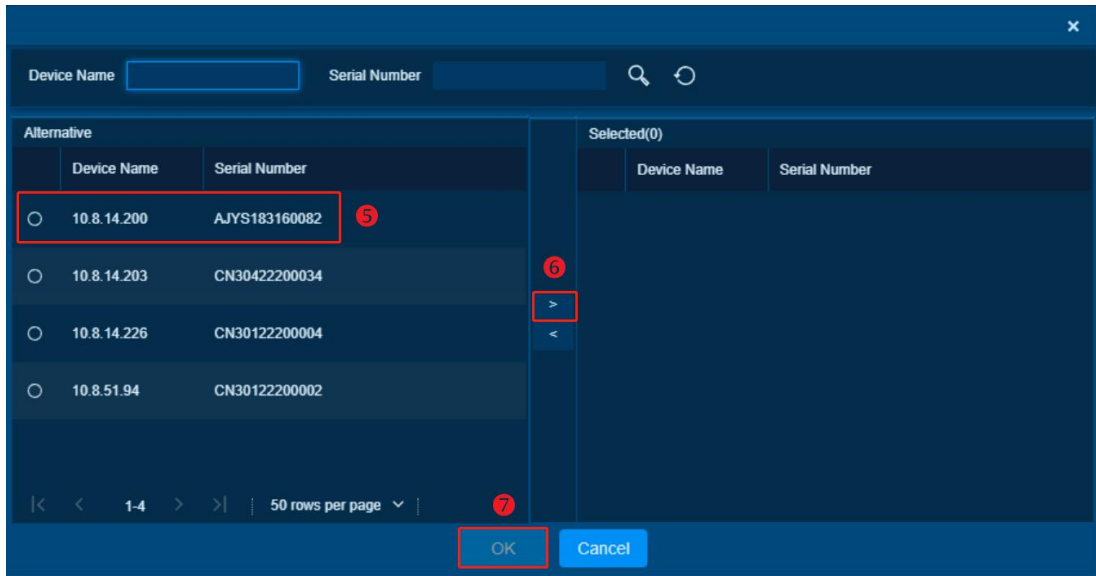 ×
Device Name Serial Number
Alternative Selected(0)
Device Name Serial Number Device Name Serial Number
10.8.14.200 AJYS183160082 5
10.8.14.203 CN30422200034 6
>
10.8.14.226 CN30122200004 <
10.8.51.94 CN30122200002
|< < 1-4 > >| 50 rows per page 7
OK Cancel